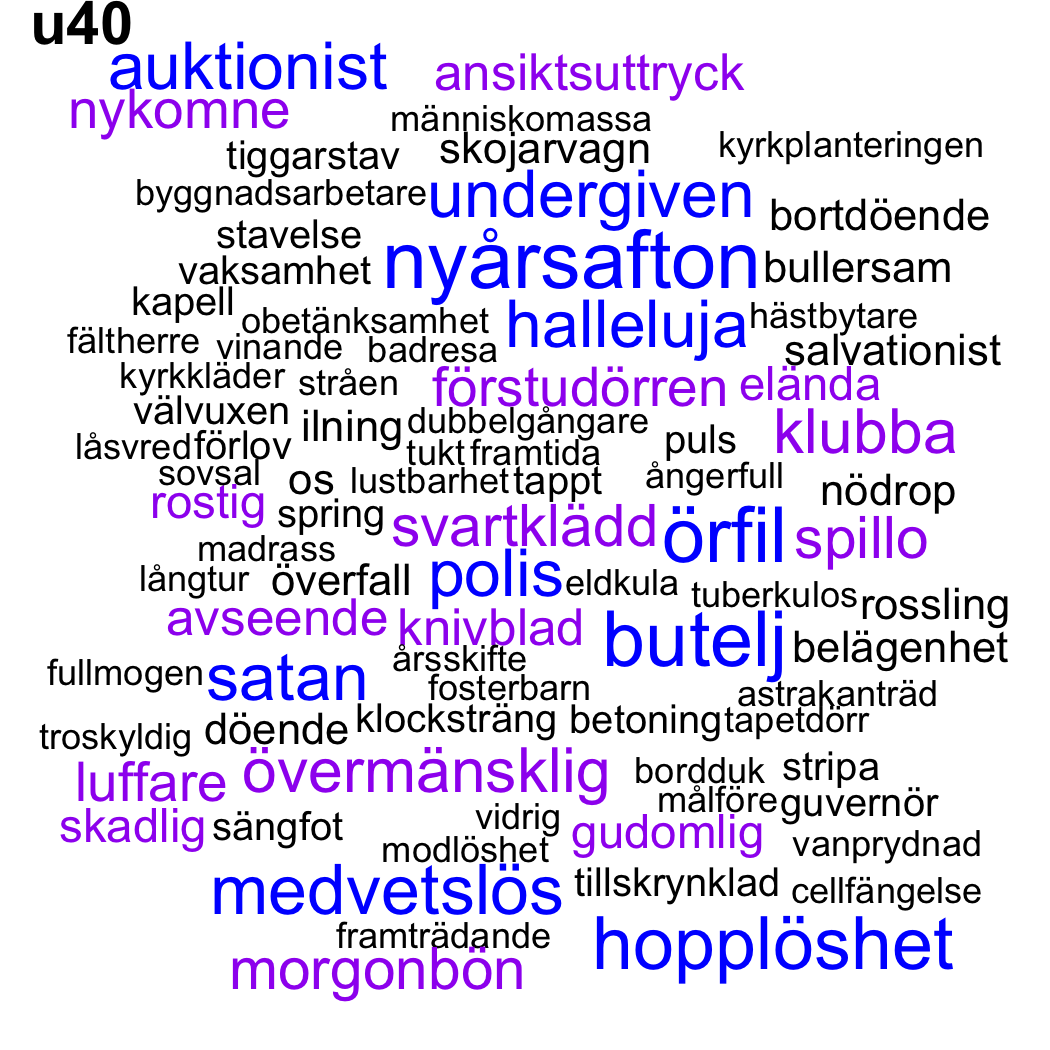 u40
auktionist ansiktsuttryck
nykomne människomassa
tiggarstav skojarvagn kyrkplanteringen
byggnadsarbetare undergiven bortdöende
stavelse
vaksamhet nyårsafton bullersam
kapell obetänksamhet halleluja hästbytare
fältherre vinande badresa salvationist
kyrkkläder stråen förstudörren elända
välvuxen ilning dubbelgångare puls klubba
låsvred förlov tukt framtida
sovsal os lustbarhet tappt ångerfull nödrop
rostig spring svartklädd örfil spillo
madrass
långtur överfall polis eldkula tuberkulos rossling
avseende knivblad butelj belägenhet
fullmogen satan årsskifte
fosterbarn astrakanträd
troskyldig döende klocksträng betoning tapetdörr
luffare övermänsklig bordduk stripa
målföre guvernör
skadlig sängfot vidrig gudomlig vanprydnad
modlöshet
medvetslös tillskrynklad cellfängelse
framträdande hopplöshet
morgonbön